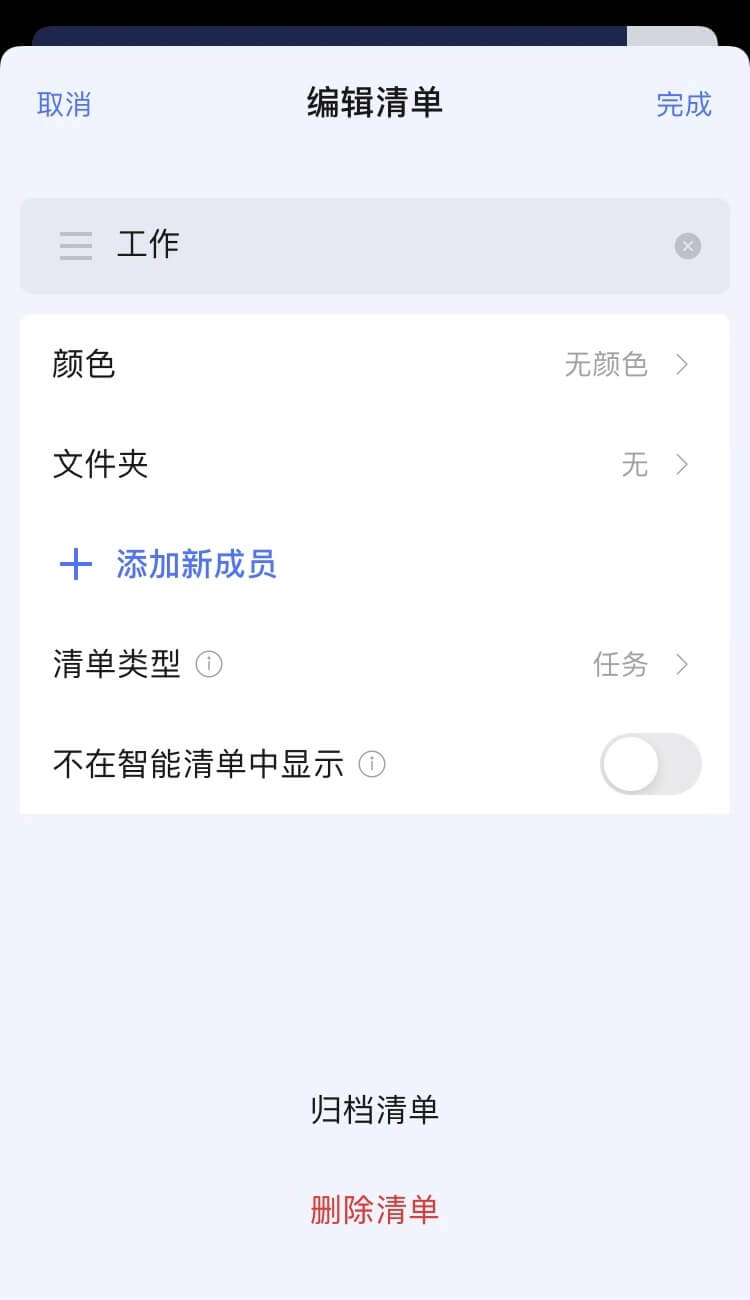 取消 编辑清单 完成
工作
颜色 无颜色
文件夹 无
添加新成员
清单类型 任务
不在智能清单中显示
归档清单
删除清单